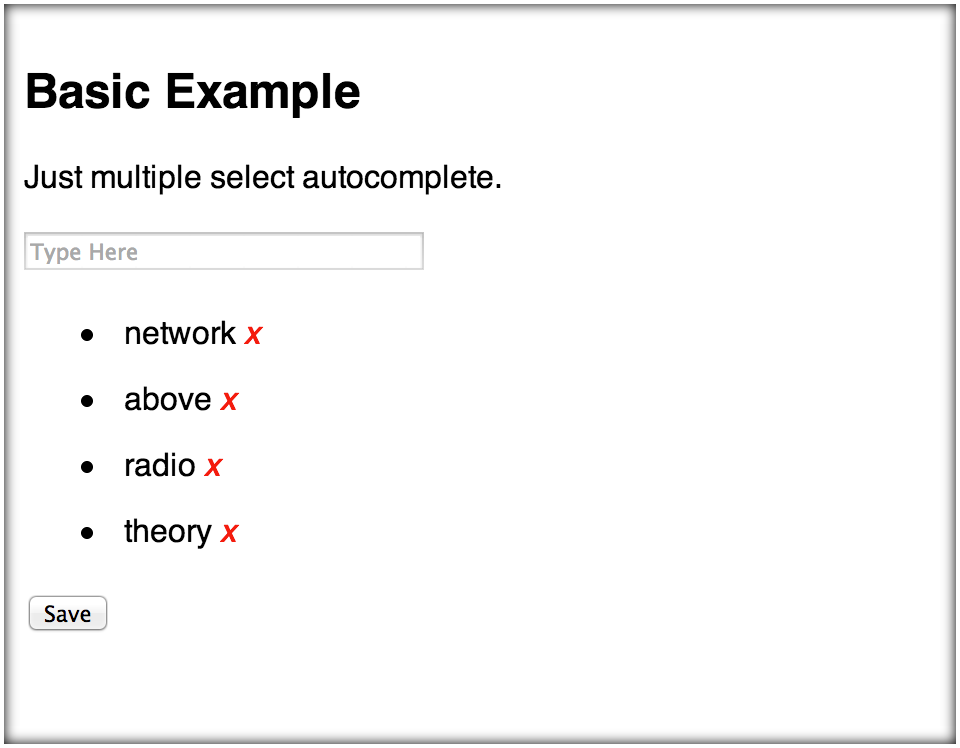 Basic Example
Just multiple select autocomplete.
Type Here
network x
above x
radio x
theory x
Save